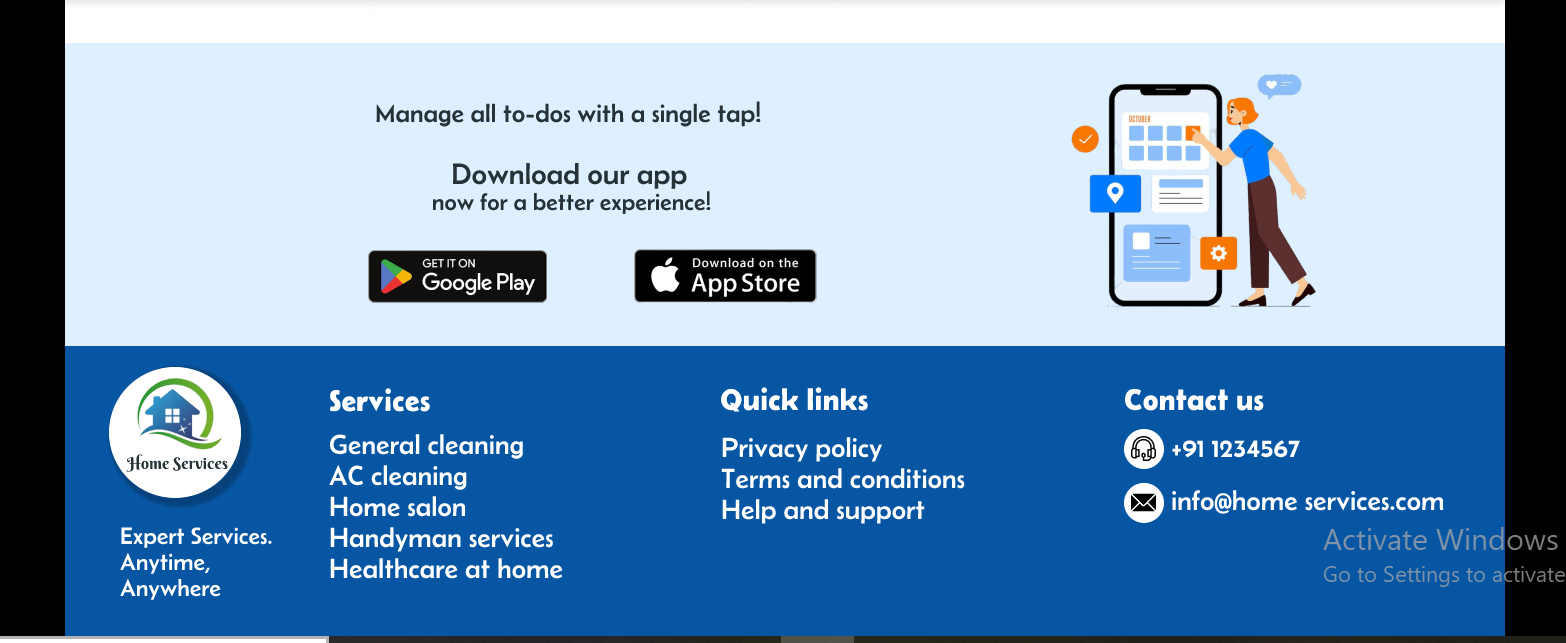 Manage all to-dos with a single tap!
Download our app
now for a better experience!
GET IT ON
Google Play
Download on the
App Store
OCTOBER
Home Services
Expert Services.
Anytime,
Anywhere
Services
General cleaning
AC cleaning
Home salon
Handyman services
Healthcare at home
Quick links
Privacy policy
Terms and conditions
Help and support
Contact us
+91 1234567
info@home services.com
Activate Windows
Go to Settings to activate